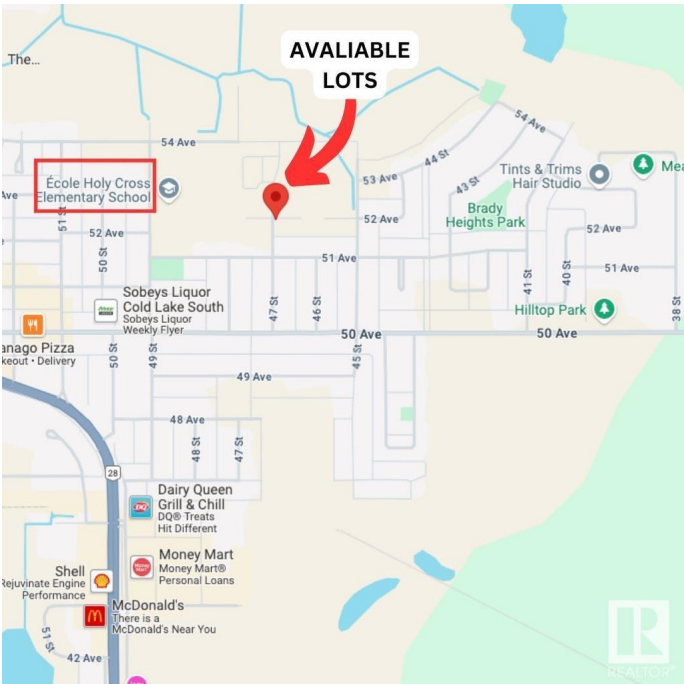 The...
AVALIABLE
LOTS
54 Ave
54 Ave
École Holy Cross
Elementary School
Ave
51 St
52 Ave
50 St
53 Ave
44 St
43 St
52 Ave
Tints & Trims
Hair Studio
Mea
Brady
Heights Park
52 Ave
51 Ave
51 Ave
41 St
40 St
38 St
Sobeys Liquor
Cold Lake South
Sobeys Liquor
Weekly Flyer
47 St
46 St
Hilltop Park
anago Pizza
keout • Delivery
50 St
49 St
50 Ave
50 Ave
45 St
49 Ave
48 Ave
48 St
47 St
28
DQ
Dairy Queen
Grill & Chill
DQ® Treats
Hit Different
Money Mart
Money Mart®
Personal Loans
Shell
Rejuvinate Engine
Performance
McDonald's
There is a
McDonald's Near You
51 St
42 Ave
R
REALTOR®